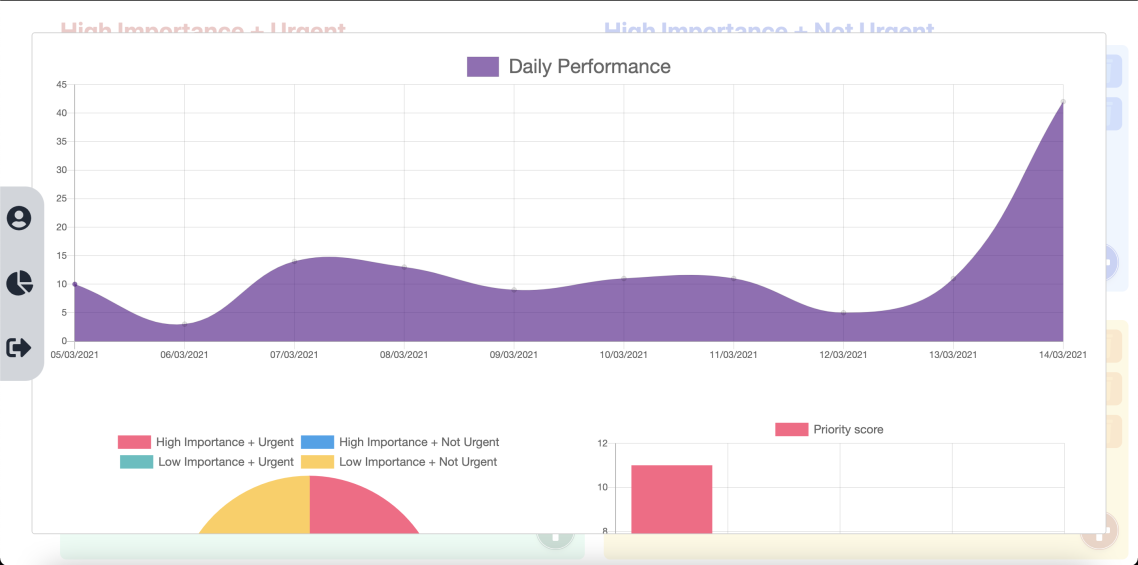 High Importance + Urgent
High Importance + Not Urgent
Daily Performance
45
40
35
30
25
20
15
10
5
0
05/03/2021 06/03/2021 07/03/2021 08/03/2021 09/03/2021 10/03/2021 11/03/2021 12/03/2021 13/03/2021 14/03/2021
High Importance + Urgent High Importance + Not Urgent
Low Importance + Urgent Low Importance + Not Urgent
Priority score
12
10
8